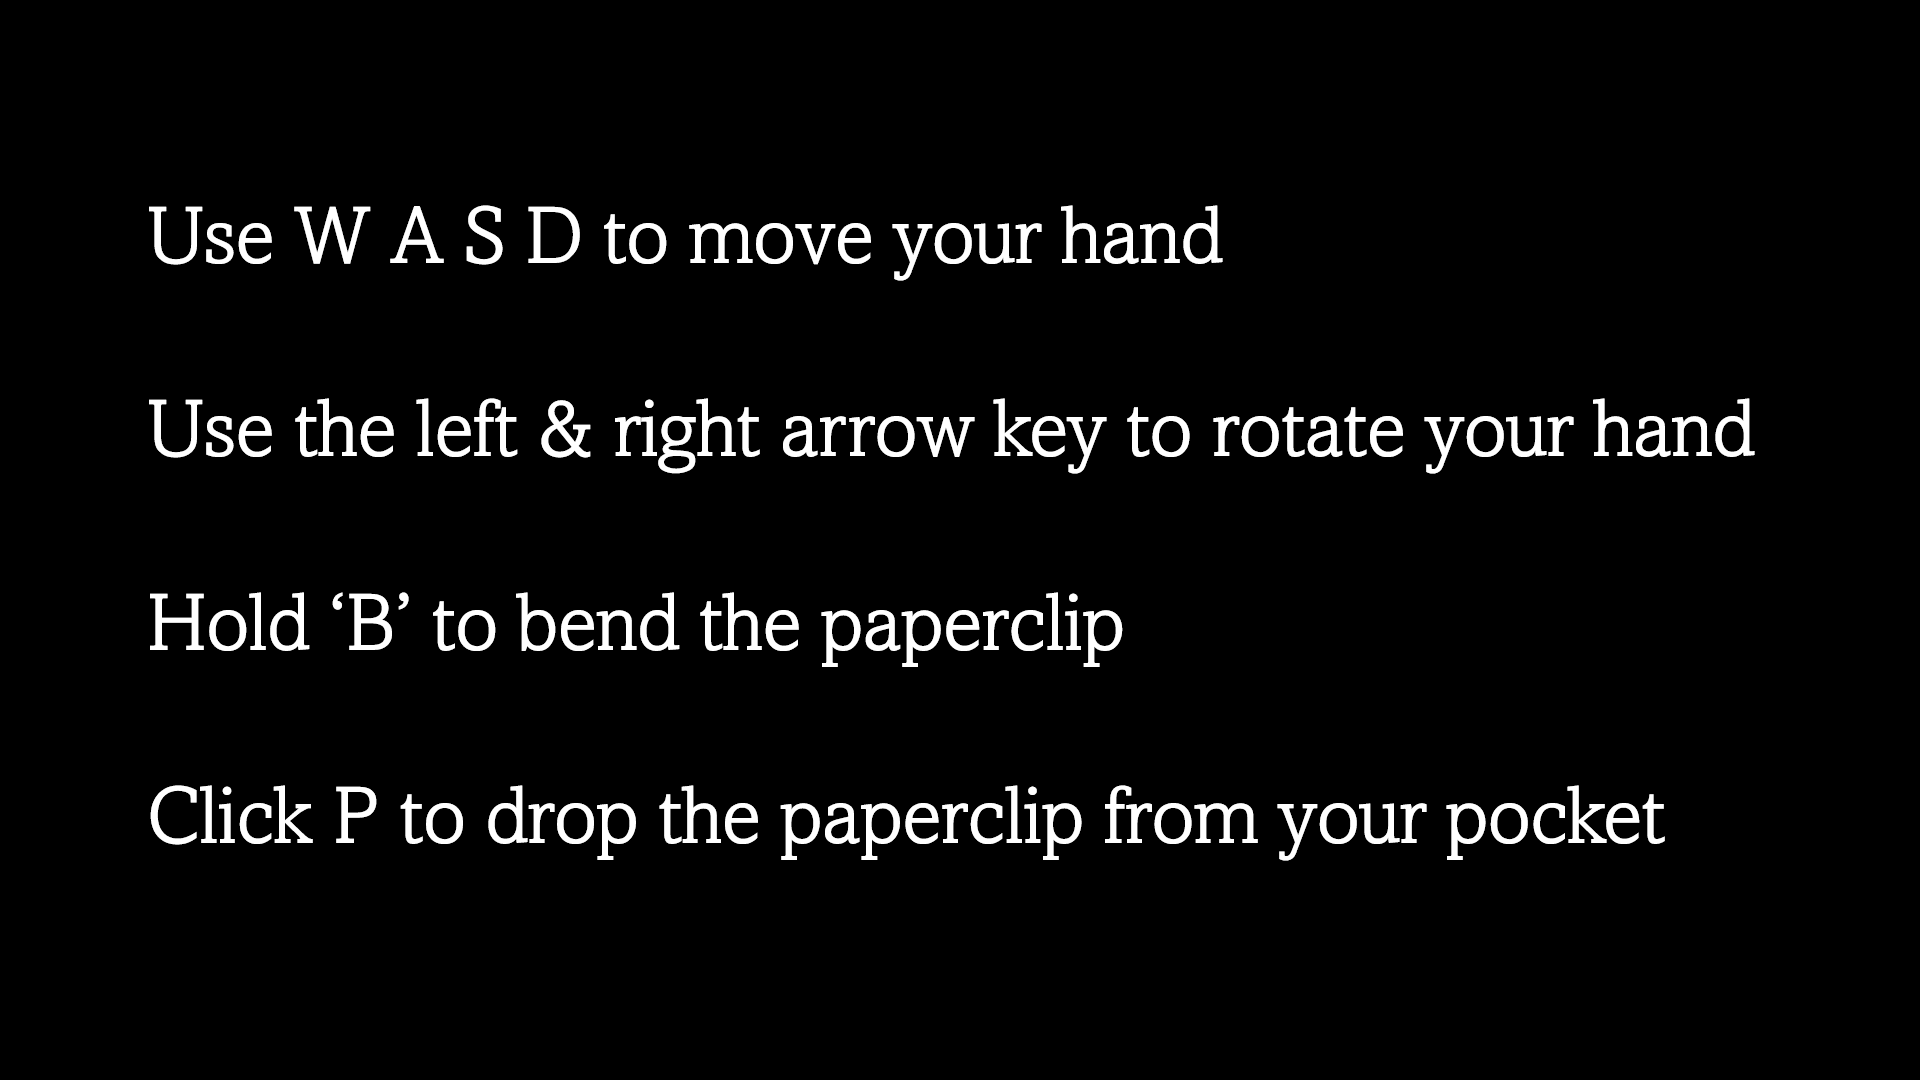 Use W A S D to move your hand
Use the left & right arrow key to rotate your hand
Hold ‘B’ to bend the paperclip
Click P to drop the paperclip from your pocket